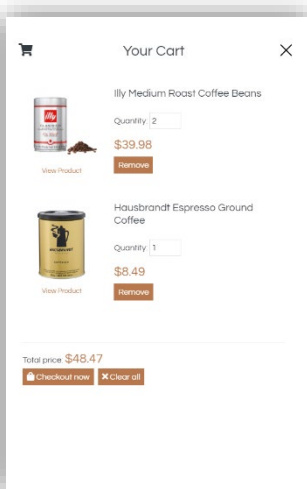 Your Cart
Illy Medium Roast Coffee Beans
Quantity: 2
$39.98
Remove
illy
View Product
Hausbrandt Espresso Ground
Coffee
Quantity 1
$8.49
Remove
View Product
Total price: $48.47
Checkout now Clear all